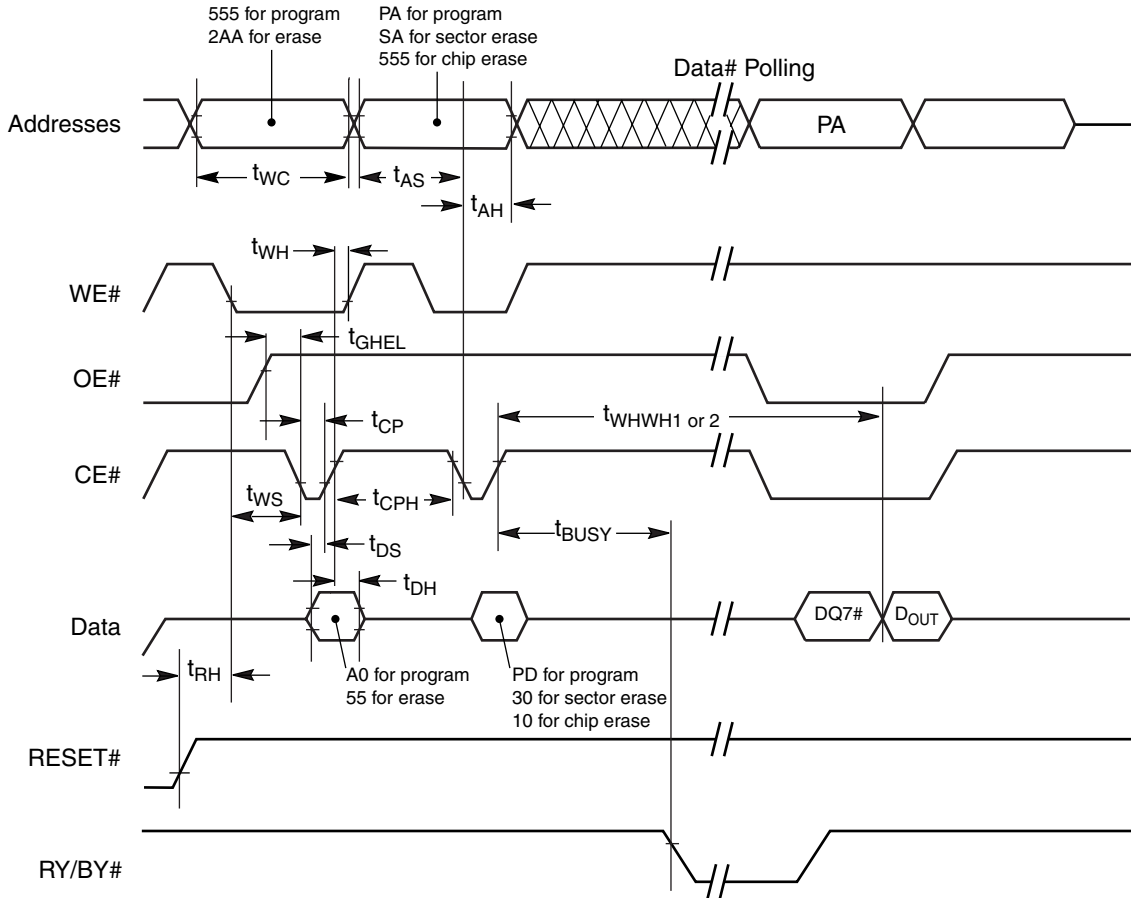 555 for program
2AA for erase
PA for program
SA for sector erase
555 for chip erase
Data# Polling
Addresses
PA
tWC
tAS
tAH
tWH
WE#
tGHEL
OE#
tCP
tWHWH1 or 2
CE#
tWS
tCPH
tBUSY
tDS
tDH
Data
DQ7#
DOUT
tRH
A0 for program
55 for erase
PD for program
30 for sector erase
10 for chip erase
RESET#
RY/BY#